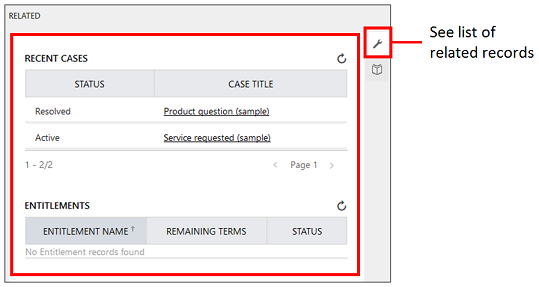 RELATED
See list of
related records
RECENT CASES
STATUS CASE TITLE
Resolved Product question (sample)
Active Service requested (sample)
1 - 2/2 < Page 1 >
ENTITLEMENTS
ENTITLEMENT NAME ↑ REMAINING TERMS STATUS
No Entitlement records found